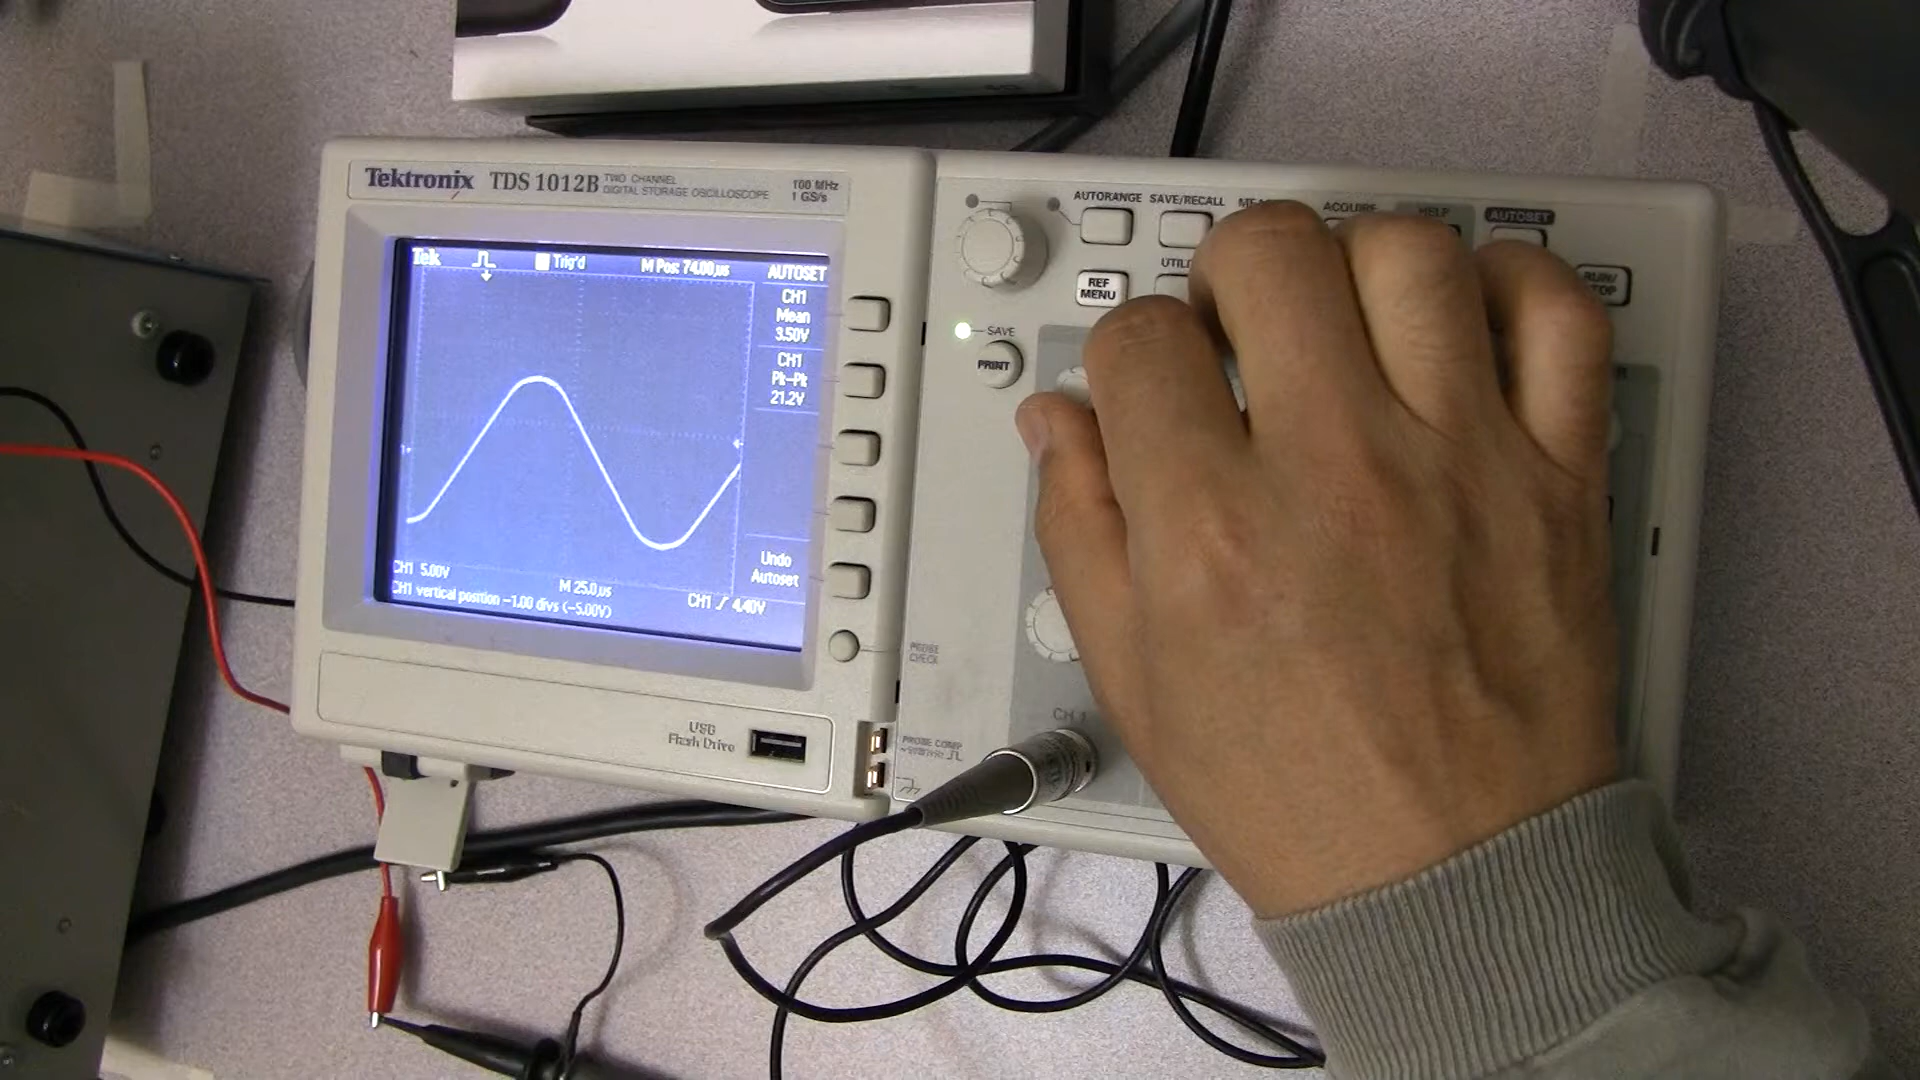 Tektronix TDS 1012B TWO CHANNEL DIGITAL STORAGE OSCILLOSCOPE 100 MHz 1 GS/s
Tek Trig'd M Pos: 74.00µs AUTOSET
CH1
Mean
3.50V
CH1
Pk-Pk
21.2V
Undo
Autoset
CH1 5.00V M 25.0µs CH1 4.40V
CH1 vertical position -1.00 divs (-5.00V)
AUTORANGE SAVE/RECALL ACQUIRE HELP AUTOSET
REF
MENU
RUN/
STOP
SAVE
PRINT
PROBE
CHECK
CH 1
USB
Flash Drive
PROBE COMP